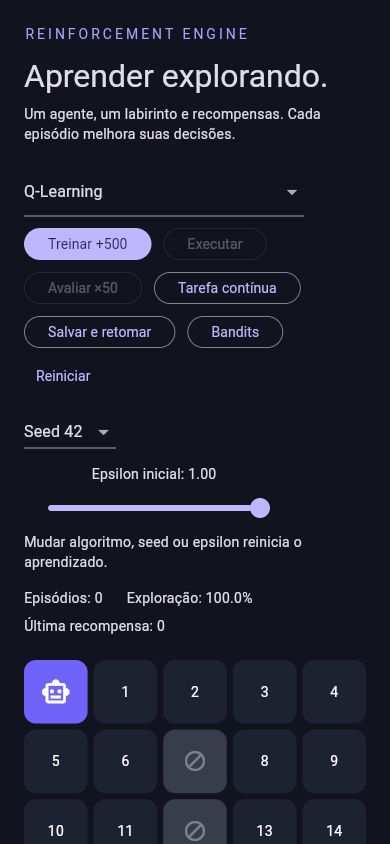 REINFORCEMENT ENGINE
Aprender explorando.
Um agente, um labirinto e recompensas. Cada
episódio melhora suas decisões.
Q-Learning
Treinar +500
Executar
Avaliar ×50
Tarefa contínua
Salvar e retomar
Bandits
Reiniciar
Seed 42
Epsilon inicial: 1.00
Mudar algoritmo, seed ou epsilon reinicia o
aprendizado.
Episódios: 0 Exploração: 100.0%
Última recompensa: 0
1 2 3 4
5 6 8 9
10 11 13 14